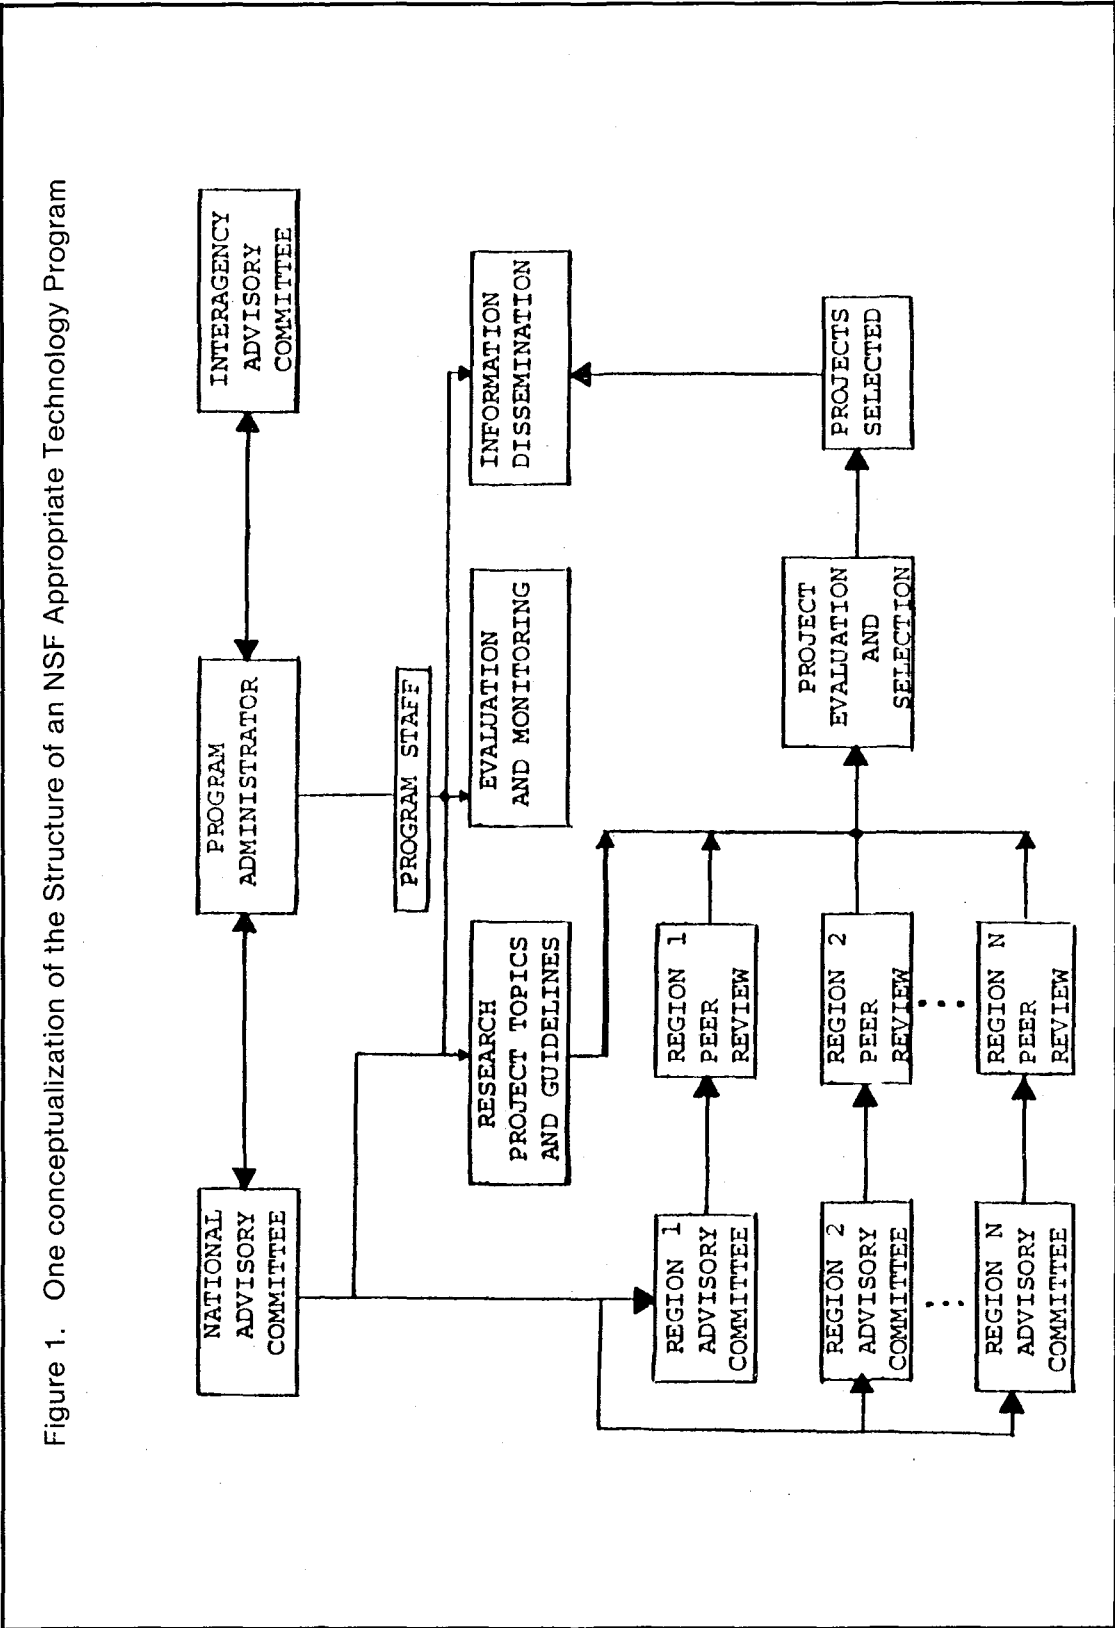 Figure 1. One conceptualization of the Structure of an NSF Appropriate Technology Program
NATIONAL
ADVISORY
COMMITTEE
PROGRAM
ADMINISTRATOR
INTERAGENCY
ADVISORY
COMMITTEE
PROGRAM STAFF
RESEARCH
PROJECT TOPICS
AND GUIDELINES
EVALUATION
AND MONITORING
INFORMATION
DISSEMINATION
REGION 1
ADVISORY
COMMITTEE
REGION 1
PEER
REVIEW
REGION 2
ADVISORY
COMMITTEE
REGION 2
PEER
REVIEW
PROJECT
EVALUATION
AND
SELECTION
PROJECTS
SELECTED
...
...
REGION N
ADVISORY
COMMITTEE
REGION N
PEER
REVIEW